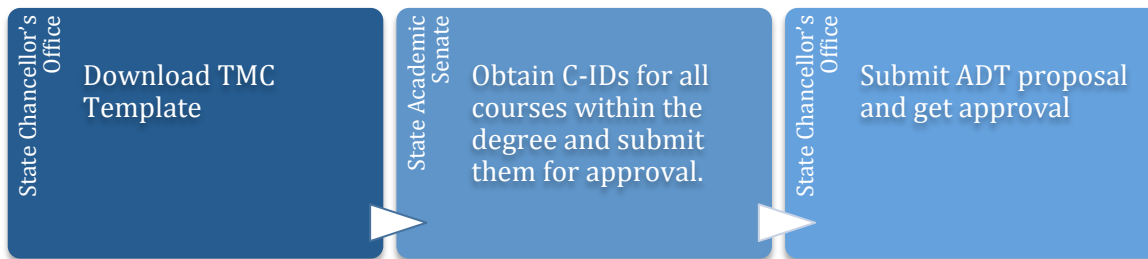 State Chancellor's
Office
Download TMC
Template
State Academic
Senate
Obtain C-IDs for all
courses within the
degree and submit
them for approval.
State Chancellor's
Office
Submit ADT proposal
and get approval